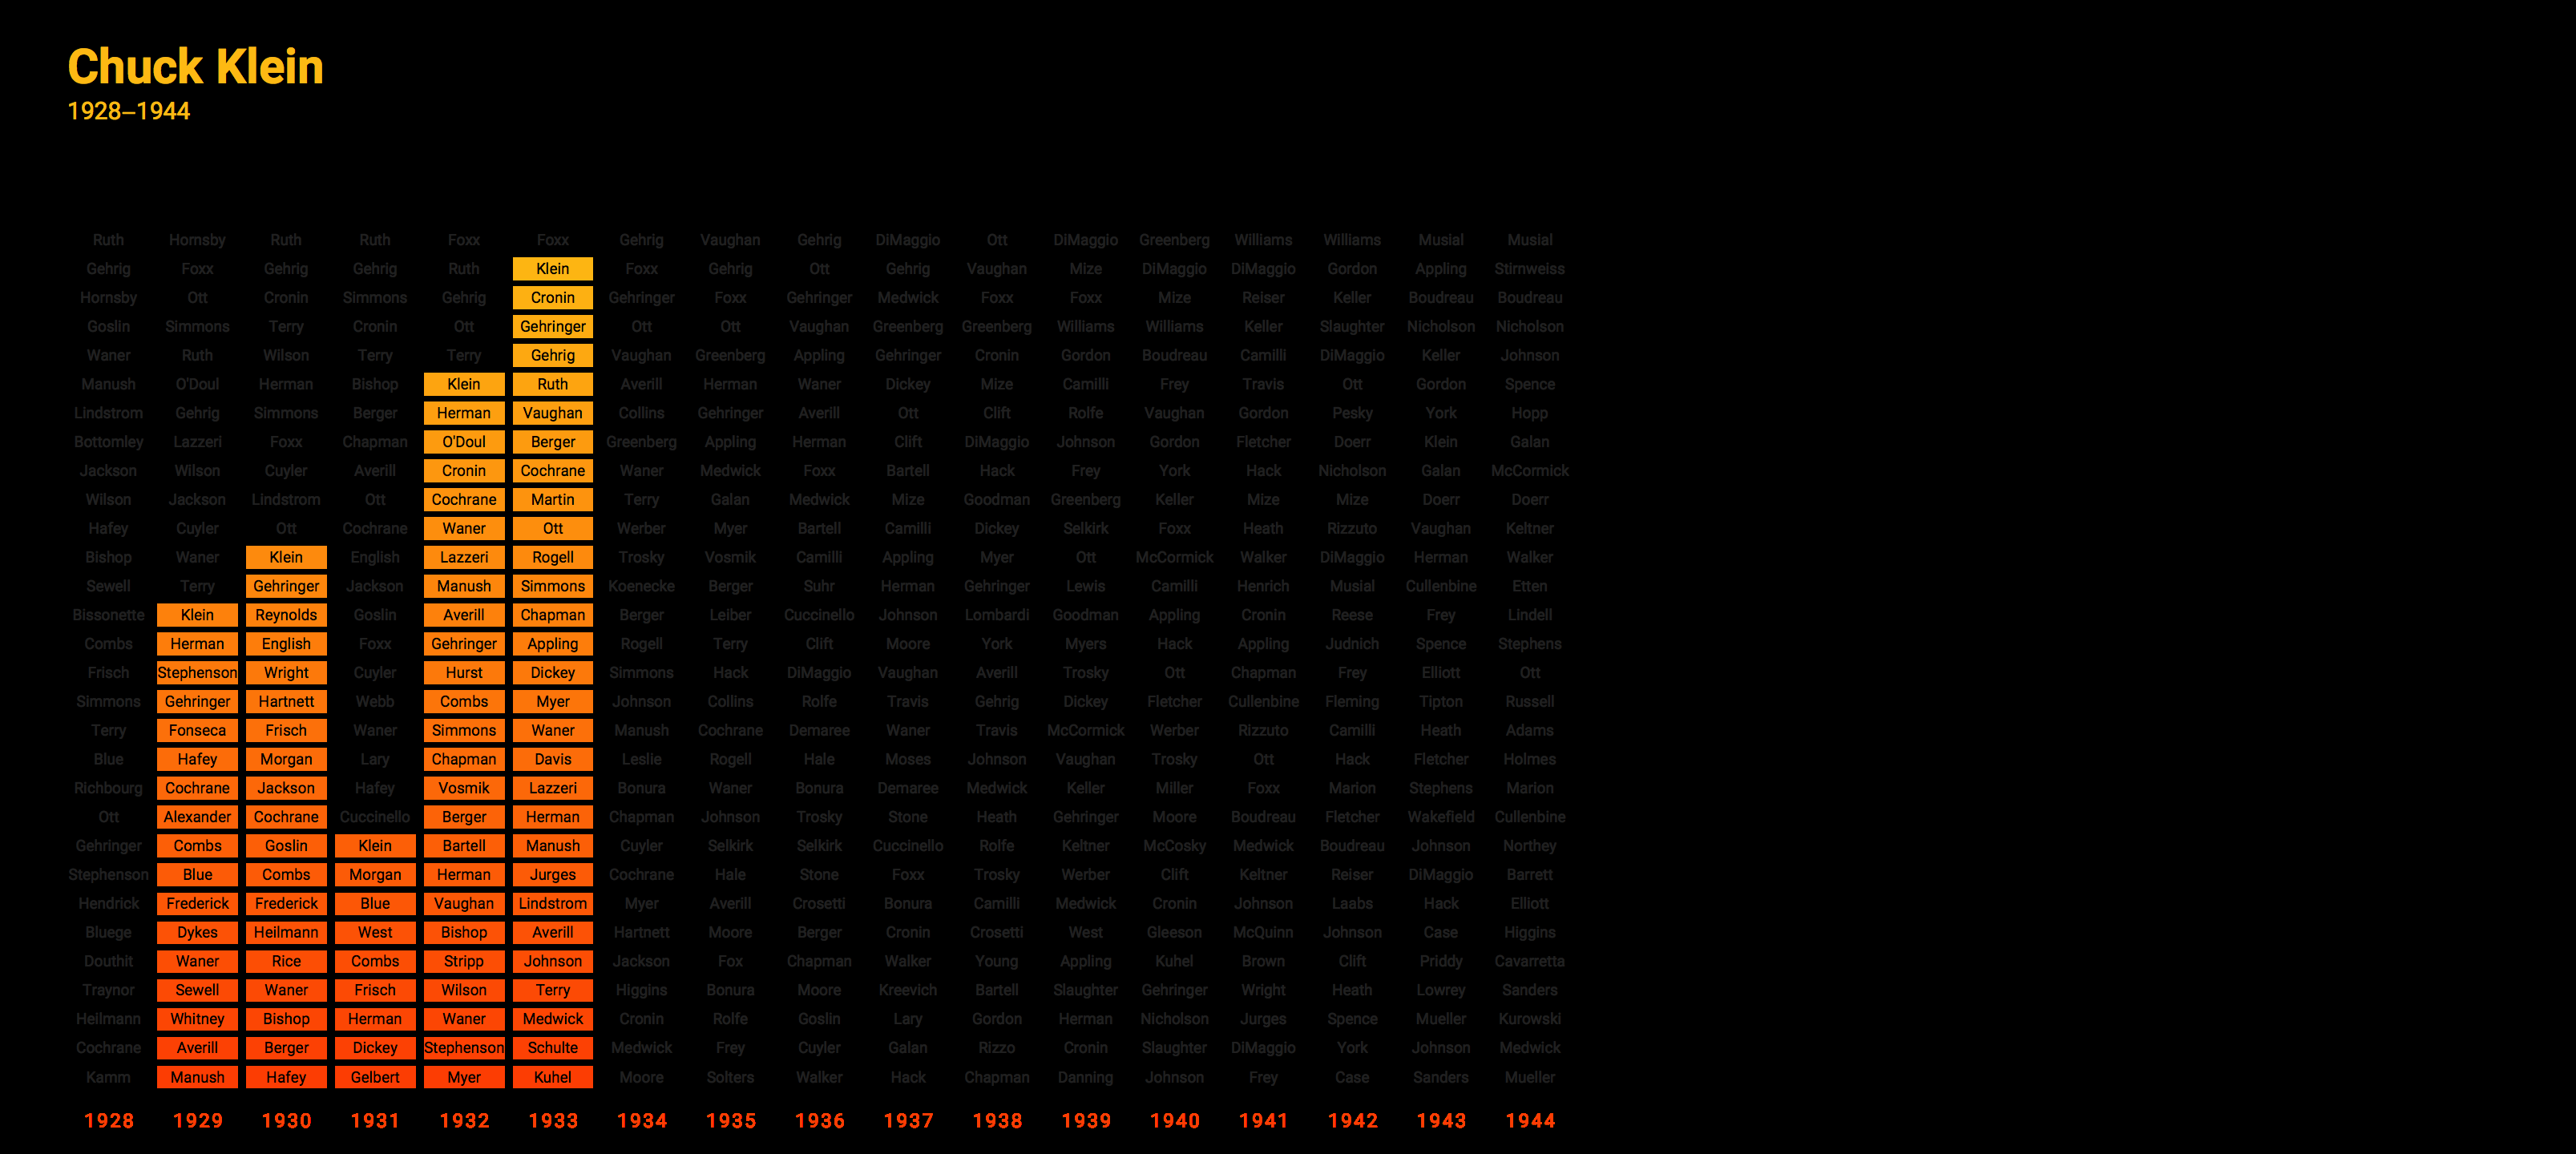 Chuck Klein
1928–1944
Ruth Hornsby Ruth Ruth Foxx Foxx Gehrig Vaughan Gehrig DiMaggio Ott DiMaggio Greenberg Williams Williams Musial Musial
Gehrig Foxx Gehrig Gehrig Ruth Klein Foxx Gehrig Ott Gehrig Vaughan Mize DiMaggio DiMaggio Gordon Appling Stirnweiss
Hornsby Ott Cronin Simmons Gehrig Cronin Gehringer Foxx Gehringer Medwick Foxx Foxx Mize Reiser Keller Boudreau Boudreau
Goslin Simmons Terry Cronin Ott Gehringer Ott Ott Vaughan Greenberg Greenberg Williams Williams Keller Slaughter Nicholson Nicholson
Waner Ruth Wilson Terry Terry Gehrig Vaughan Greenberg Appling Gehringer Cronin Gordon Boudreau Camilli DiMaggio Keller Johnson
Manush O'Doul Herman Bishop Klein Ruth Averill Herman Waner Dickey Mize Camilli Frey Travis Ott Gordon Spence
Lindstrom Gehrig Simmons Berger Herman Vaughan Collins Gehringer Averill Ott Clift Rolfe Vaughan Gordon Pesky York Hopp
Bottomley Lazzeri Foxx Chapman O'Doul Berger Greenberg Appling Herman Clift DiMaggio Johnson Gordon Fletcher Doerr Klein Galan
Jackson Wilson Cuyler Averill Cronin Cochrane Waner Medwick Foxx Bartell Hack Frey York Hack Nicholson Galan McCormick
Wilson Jackson Lindstrom Ott Cochrane Martin Terry Galan Medwick Mize Goodman Greenberg Keller Mize Mize Doerr Doerr
Hafey Cuyler Ott Cochrane Waner Ott Werber Myer Bartell Camilli Dickey Selkirk Foxx Heath Rizzuto Vaughan Keltner
Bishop Waner Klein English Lazzeri Rogell Trosky Vosmik Camilli Appling Myer Ott McCormick Walker DiMaggio Herman Walker
Sewell Terry Gehringer Jackson Manush Simmons Koenecke Berger Suhr Herman Gehringer Lewis Camilli Henrich Musial Cullenbine Etten
Bissonette Klein Reynolds Goslin Averill Chapman Berger Leiber Cuccinello Johnson Lombardi Goodman Appling Cronin Reese Frey Lindell
Combs Herman English Foxx Gehringer Appling Rogell Terry Clift Moore York Myers Hack Appling Judnich Spence Stephens
Frisch Stephenson Wright Cuyler Hurst Dickey Simmons Hack DiMaggio Vaughan Averill Trosky Ott Chapman Frey Elliott Ott
Simmons Gehringer Hartnett Webb Combs Myer Johnson Collins Rolfe Travis Gehrig Dickey Fletcher Cullenbine Fleming Tipton Russell
Terry Fonseca Frisch Waner Simmons Waner Manush Cochrane Demaree Waner Travis McCormick Werber Rizzuto Camilli Heath Adams
Blue Hafey Morgan Lary Chapman Davis Leslie Rogell Hale Moses Johnson Vaughan Trosky Ott Hack Fletcher Holmes
Richbourg Cochrane Jackson Hafey Vosmik Lazzeri Bonura Waner Bonura Demaree Medwick Keller Miller Foxx Marion Stephens Marion
Ott Alexander Cochrane Cuccinello Berger Herman Chapman Johnson Trosky Stone Heath Gehringer Moore Boudreau Fletcher Wakefield Cullenbine
Gehringer Combs Goslin Klein Bartell Manush Cuyler Selkirk Selkirk Cuccinello Rolfe Keltner McCosky Medwick Boudreau Johnson Northey
Stephenson Blue Combs Morgan Herman Jurges Cochrane Hale Stone Foxx Trosky Werber Clift Keltner Reiser DiMaggio Barrett
Hendrick Frederick Frederick Blue Vaughan Lindstrom Myer Averill Crosetti Bonura Camilli Medwick Cronin Johnson Laabs Hack Elliott
Bluege Dykes Heilmann West Bishop Averill Hartnett Moore Berger Cronin Crosetti West Gleeson McQuinn Johnson Case Higgins
Douthit Waner Rice Combs Stripp Johnson Jackson Fox Chapman Walker Young Appling Kuhel Brown Clift Priddy Cavarretta
Traynor Sewell Waner Frisch Wilson Terry Higgins Bonura Moore Kreevich Bartell Slaughter Gehringer Wright Heath Lowrey Sanders
Heilmann Whitney Bishop Herman Waner Medwick Cronin Rolfe Goslin Lary Gordon Herman Nicholson Jurges Spence Mueller Kurowski
Cochrane Averill Berger Dickey Stephenson Schulte Medwick Frey Cuyler Galan Rizzo Cronin Slaughter DiMaggio York Johnson Medwick
Kamm Manush Hafey Gelbert Myer Kuhel Moore Solters Walker Hack Chapman Danning Johnson Frey Case Sanders Mueller
1928 1929 1930 1931 1932 1933 1934 1935 1936 1937 1938 1939 1940 1941 1942 1943 1944